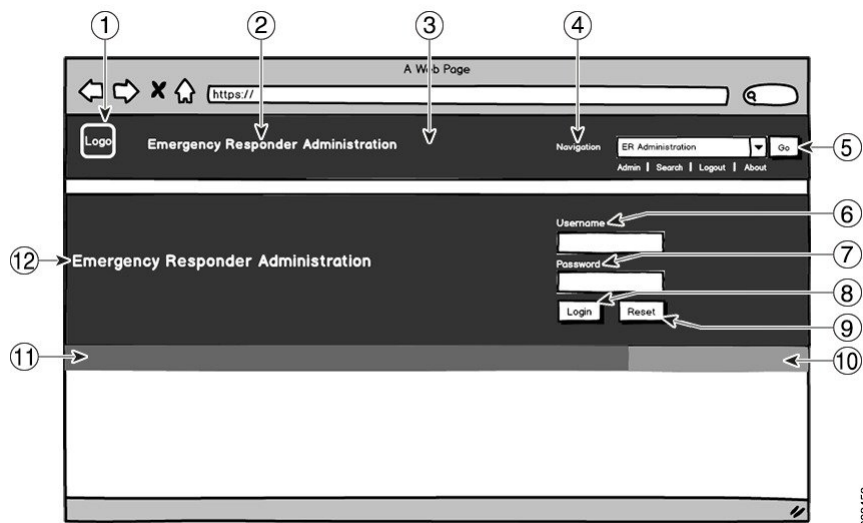 1 2 3 4
A Web Page
https://
Logo
Emergency Responder Administration
Navigation
ER Administration
Go
5
Admin | Search | Logout | About
Username
6
12
Emergency Responder Administration
Password
7
8
Login
Reset
9
11
10